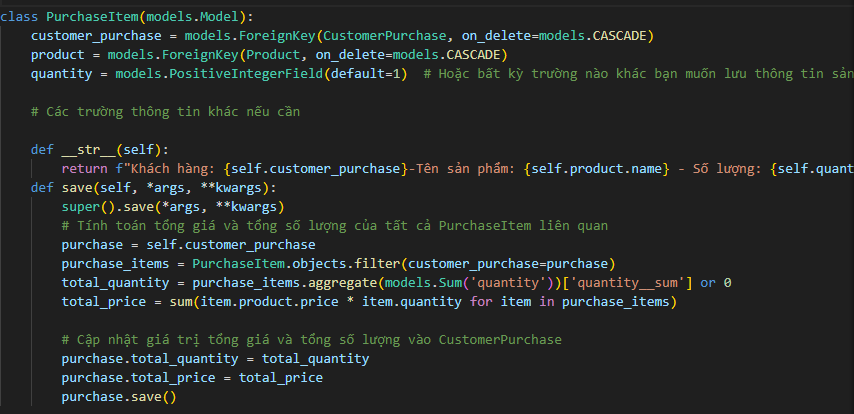 class PurchaseItem(models.Model):
    customer_purchase = models.ForeignKey(CustomerPurchase, on_delete=models.CASCADE)
    product = models.ForeignKey(Product, on_delete=models.CASCADE)
    quantity = models.PositiveIntegerField(default=1)  # Hoặc bất kỳ trường nào khác bạn muốn lưu thông tin sản
    # Các trường thông tin khác nếu cần
    def __str__(self):
        return f"Khách hàng: {self.customer_purchase}-Tên sản phẩm: {self.product.name} - Số lượng: {self.quant
    def save(self, *args, **kwargs):
        super().save(*args, **kwargs)
        # Tính toán tổng giá và tổng số lượng của tất cả PurchaseItem liên quan
        purchase = self.customer_purchase
        purchase_items = PurchaseItem.objects.filter(customer_purchase=purchase)
        total_quantity = purchase_items.aggregate(models.Sum('quantity'))['quantity__sum'] or 0
        total_price = sum(item.product.price * item.quantity for item in purchase_items)
        # Cập nhật giá trị tổng giá và tổng số lượng vào CustomerPurchase
        purchase.total_quantity = total_quantity
        purchase.total_price = total_price
        purchase.save()